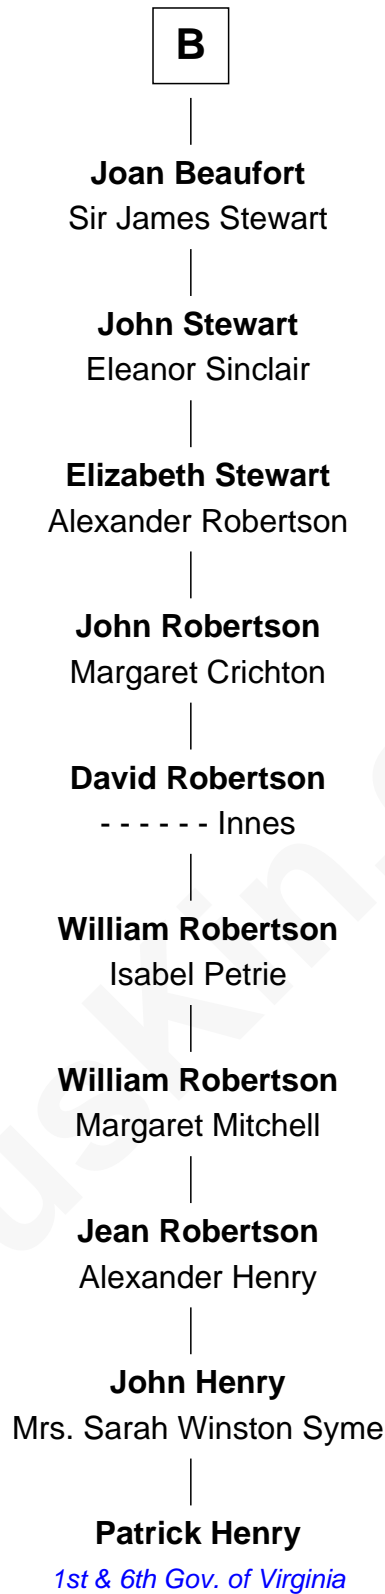 B
Joan Beaufort
Sir James Stewart
John Stewart
Eleanor Sinclair
Elizabeth Stewart
Alexander Robertson
John Robertson
Margaret Crichton
David Robertson
- - - - - - Innes
William Robertson
Isabel Petrie
William Robertson
Margaret Mitchell
Jean Robertson
Alexander Henry
John Henry
Mrs. Sarah Winston Syme
Patrick Henry
1st & 6th Gov. of Virginia